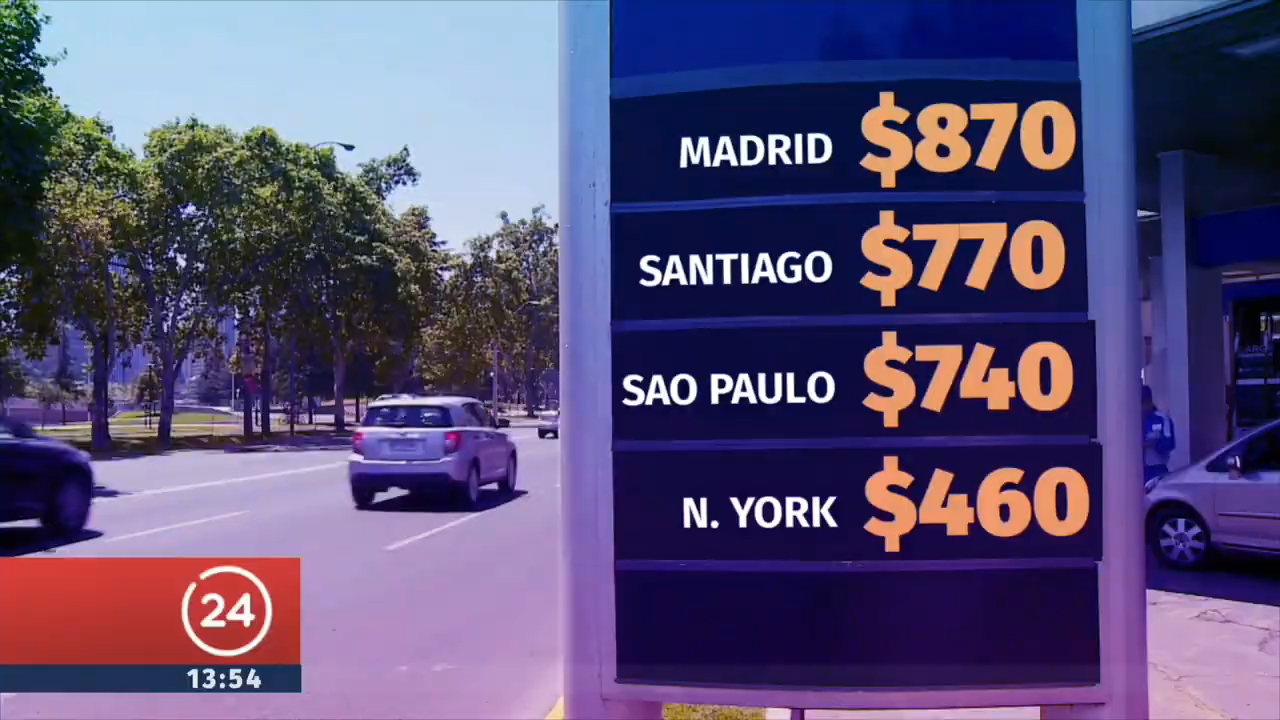 MADRID $870
SANTIAGO $770
SAO PAULO $740
N. YORK $460
24
13:54